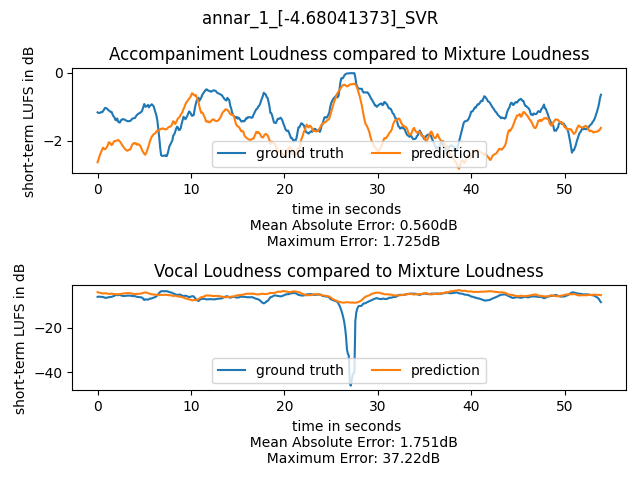 annar_1_[-4.68041373]_SVR
Accompaniment Loudness compared to Mixture Loudness
short-term LUFS in dB
0
−2
ground truth
prediction
0
10
20
30
40
50
time in seconds
Mean Absolute Error: 0.560dB
Maximum Error: 1.725dB
Vocal Loudness compared to Mixture Loudness
short-term LUFS in dB
−20
−40
ground truth
prediction
0
10
20
30
40
50
time in seconds
Mean Absolute Error: 1.751dB
Maximum Error: 37.22dB